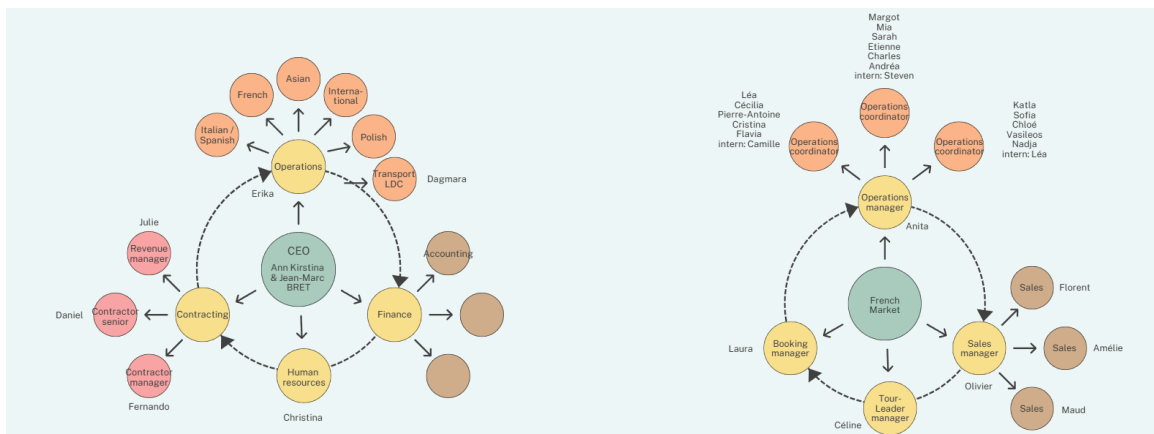 Asian
French
Interna-
tional
Italian /
Spanish
Polish
Operations
Transport
LDC
Dagmara
Erika
Julie
Revenue
manager
CEO
Ann Kirstina
& Jean-Marc
BRET
Accounting
Daniel
Contractor
senior
Contracting
Finance
Contractor
manager
Fernando
Human
resources
Christina
Margot
Mia
Sarah
Etienne
Charles
Andréa
intern: Steven
Léa
Cécilia
Pierre-Antoine
Cristina
Flavia
intern: Camille
Operations
coordinator
Operations
coordinator
Operations
coordinator
Katla
Sofia
Chloé
Vasileos
Nadja
intern: Léa
Operations
manager
Anita
French
Market
Sales
Florent
Laura
Booking
manager
Sales
manager
Sales
Amélie
Olivier
Tour-
Leader
manager
Céline
Sales
Maud